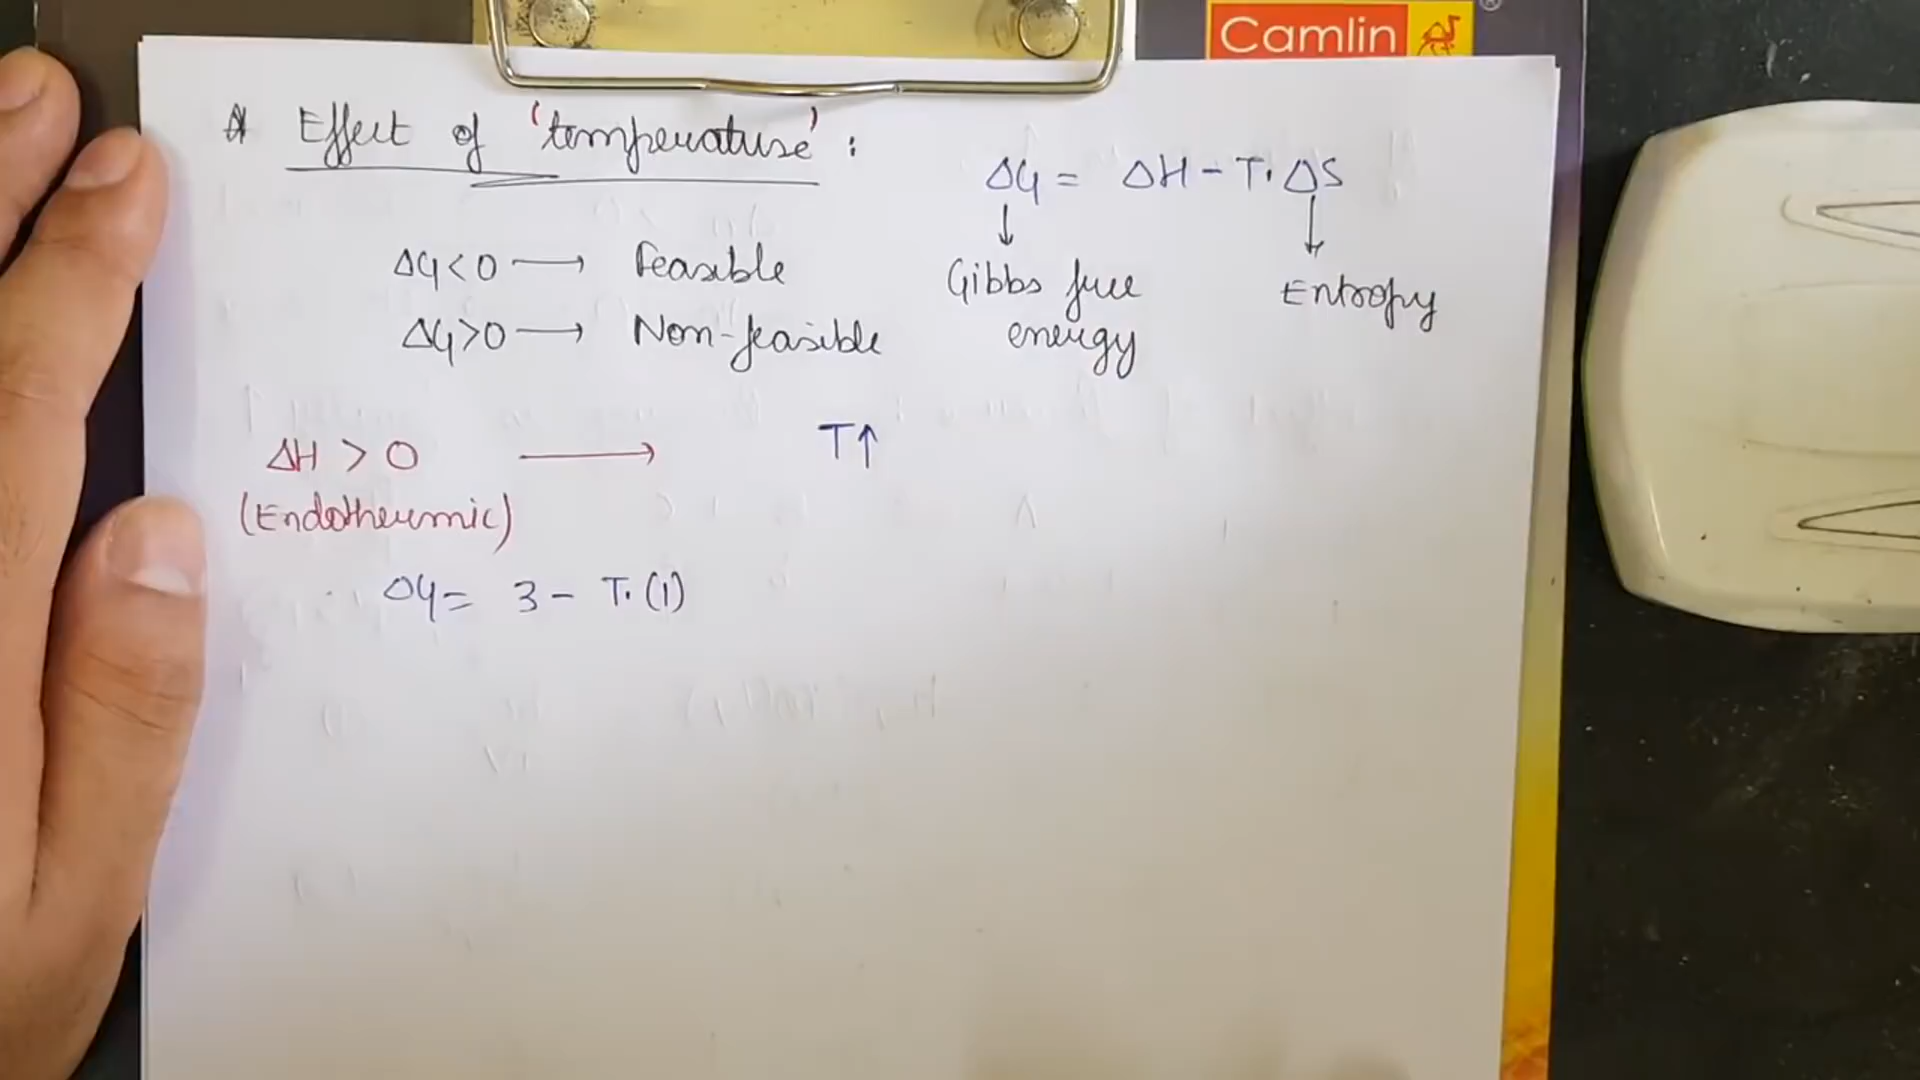 Camlin
* Effect of 'temperature' :
ΔG = ΔH - T. ΔS
ΔG < 0 → Feasible
ΔG > 0 → Non-feasible
↓
Gibbs free
energy
↓
Entropy
ΔH > 0 → T↑
(Endothermic)
ΔG = 3 - T. (1)